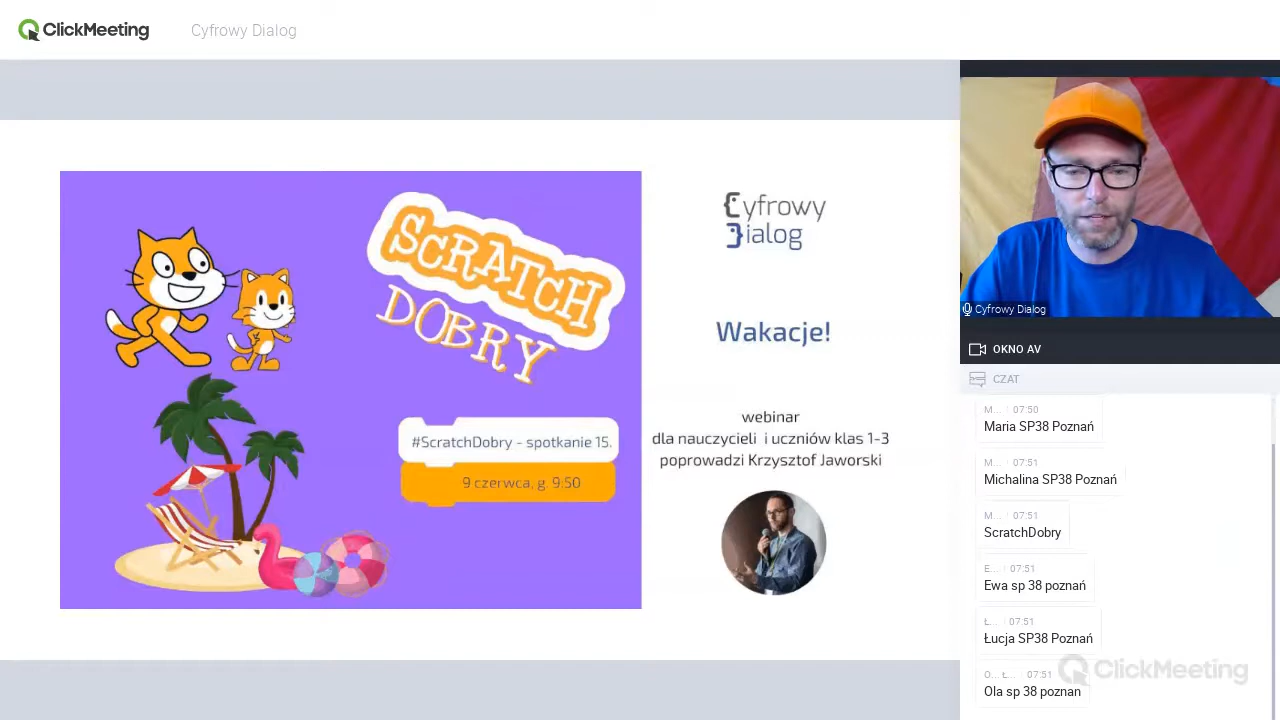 ClickMeeting
Cyfrowy Dialog
SCRATCH
DOBRY
#ScratchDobry - spotkanie 15.
9 czerwca, g. 9:50
Cyfrowy
Dialog
Wakacje!
webinar
dla nauczycieli i uczniów klas 1-3
poprowadzi Krzysztof Jaworski
Cyfrowy Dialog
OKNO AV
CZAT
M... 07:50
Maria SP38 Poznań
M... 07:51
Michalina SP38 Poznań
M... 07:51
ScratchDobry
E... 07:51
Ewa sp 38 poznań
Ł... 07:51
Łucja SP38 Poznań
O... Ł... 07:51
Ola sp 38 poznan
ClickMeeting